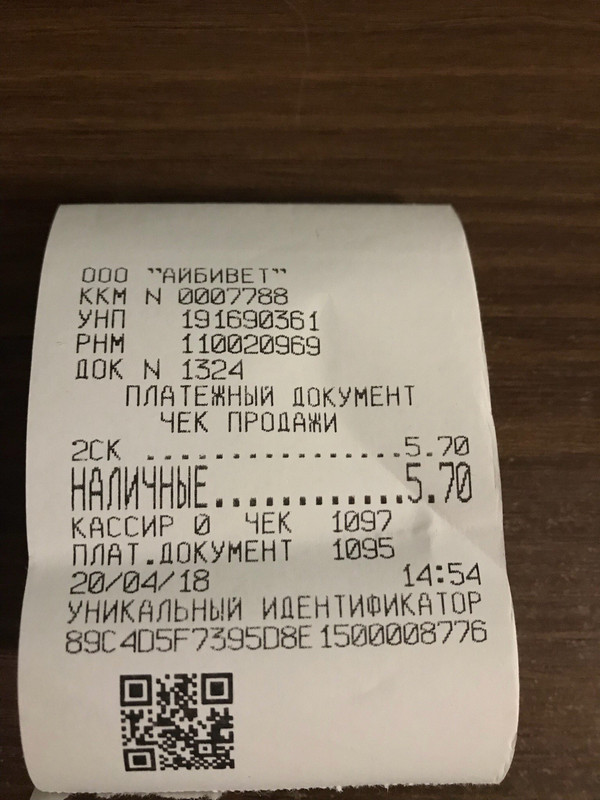 ООО "АЙБИВЕТ"
ККМ N 0007788
УНП 191690361
РНМ 110020969
ДОК N 1324
ПЛАТЕЖНЫЙ ДОКУМЕНТ
ЧЕК ПРОДАЖИ
2СК .................5.70
НАЛИЧНЫЕ............5.70
КАССИР 0 ЧЕК 1097
ПЛАТ.ДОКУМЕНТ 1095
20/04/18 14:54
УНИКАЛЬНЫЙ ИДЕНТИФИКАТОР
89C4D5F7395D8E1500008776